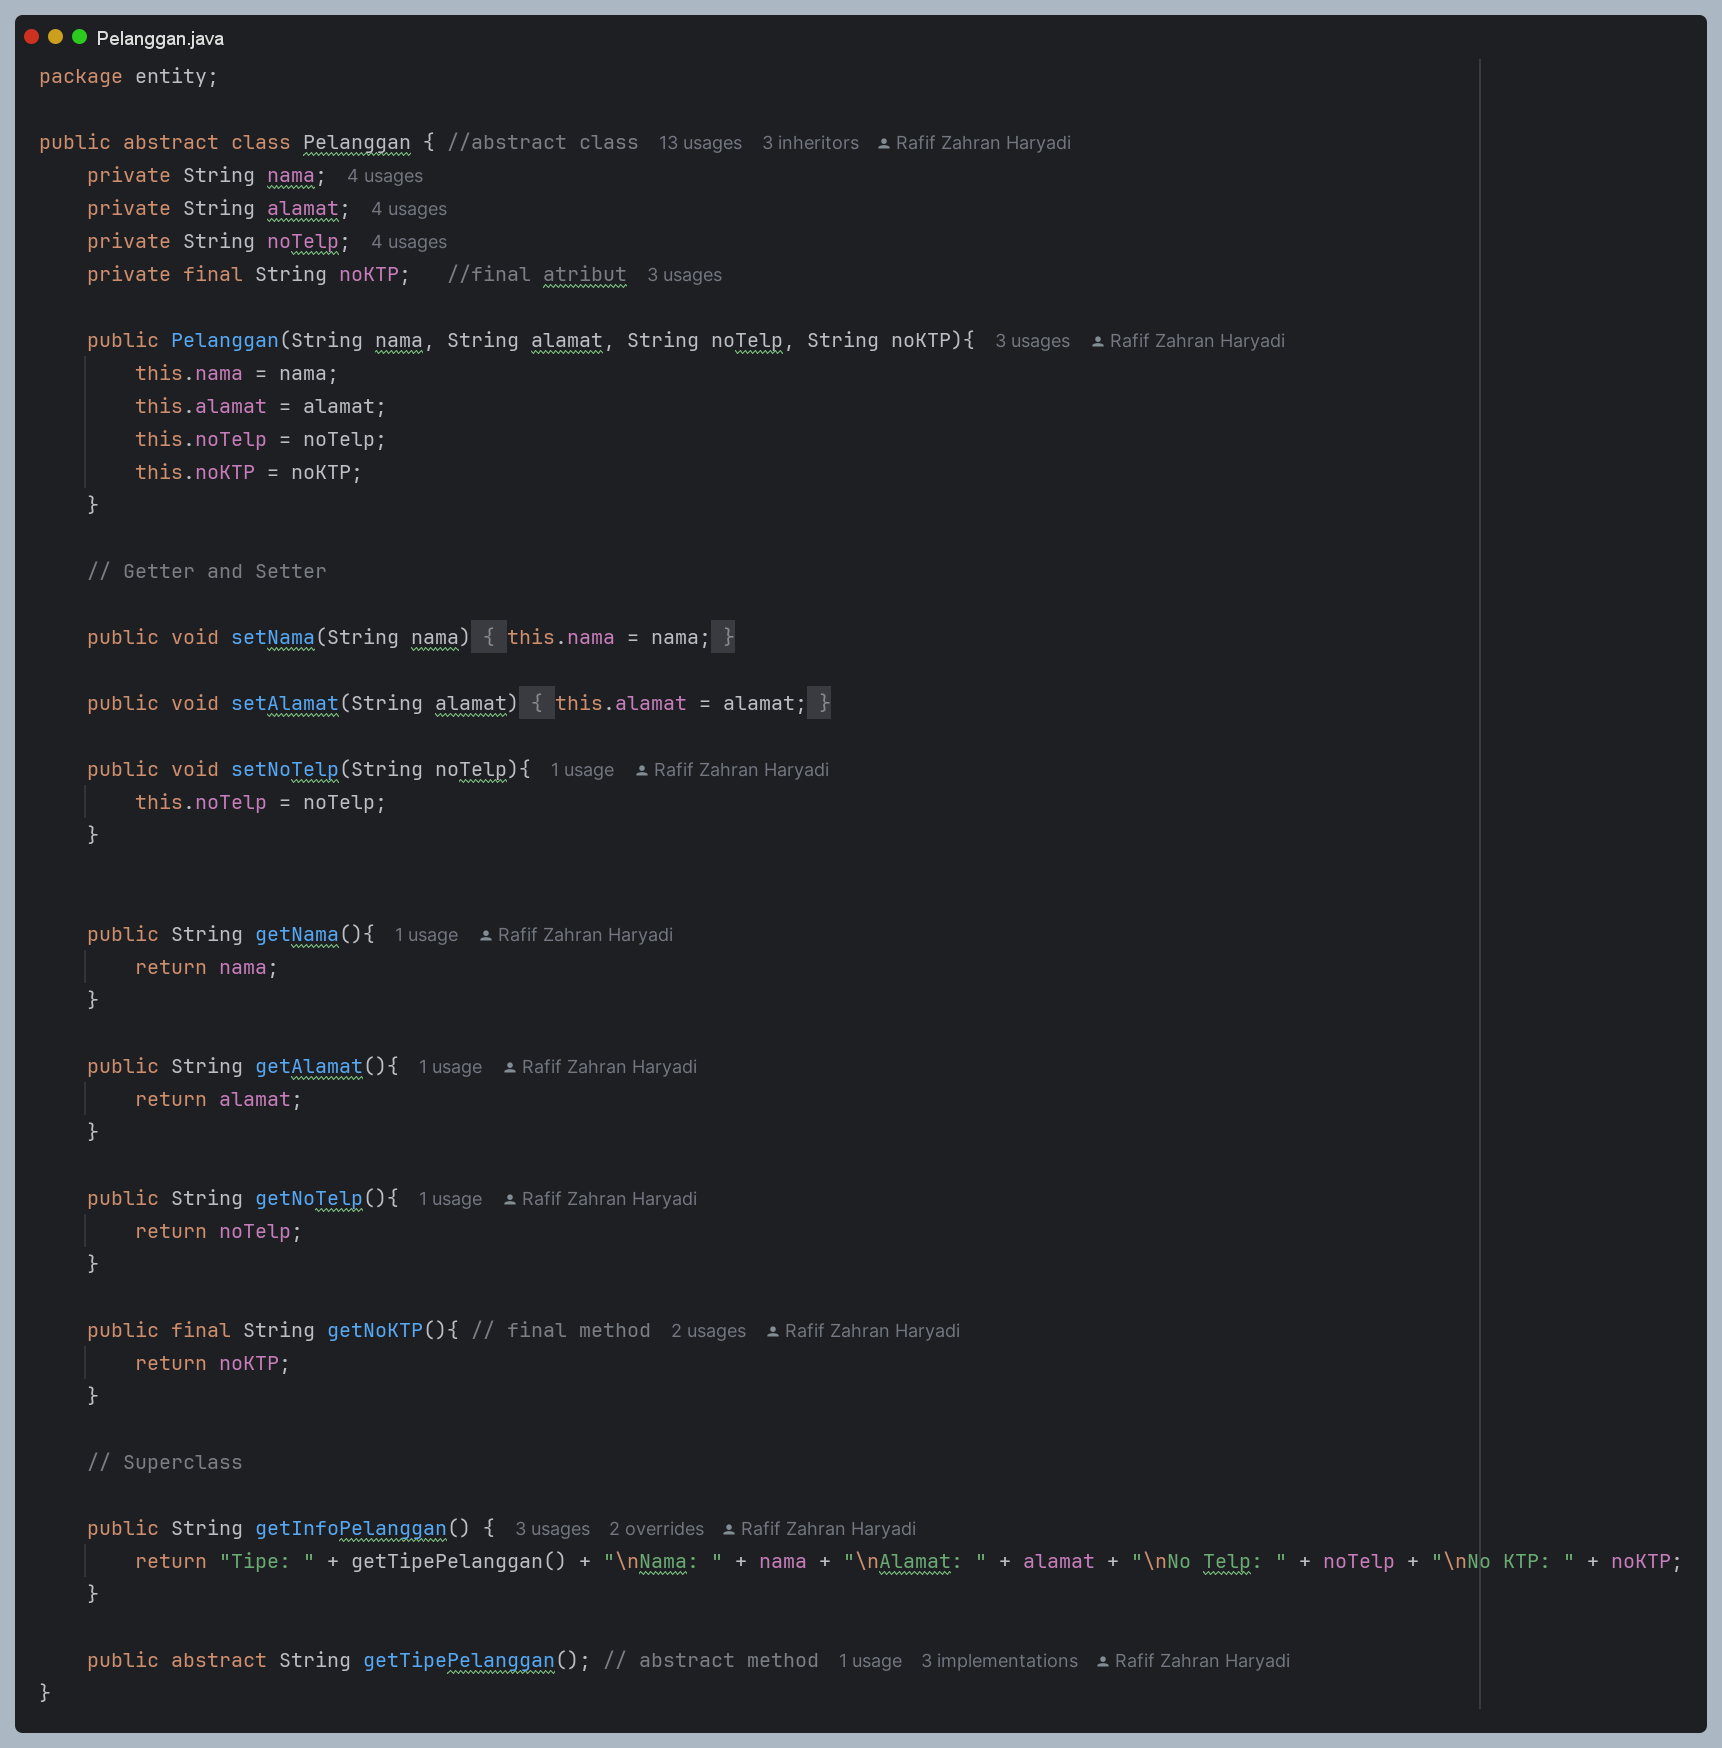 Pelanggan.java
package entity;
public abstract class Pelanggan { //abstract class 13 usages 3 inheritors Rafif Zahran Haryadi
    private String nama; 4 usages
    private String alamat; 4 usages
    private String noTelp; 4 usages
    private final String noKTP;   //final atribut 3 usages
    public Pelanggan(String nama, String alamat, String noTelp, String noKTP){ 3 usages Rafif Zahran Haryadi
        this.nama = nama;
        this.alamat = alamat;
        this.noTelp = noTelp;
        this.noKTP = noKTP;
    }
    // Getter and Setter
    public void setNama(String nama) { this.nama = nama; }
    public void setAlamat(String alamat) { this.alamat = alamat; }
    public void setNoTelp(String noTelp){ 1 usage Rafif Zahran Haryadi
        this.noTelp = noTelp;
    }
    public String getNama(){ 1 usage Rafif Zahran Haryadi
        return nama;
    }
    public String getAlamat(){ 1 usage Rafif Zahran Haryadi
        return alamat;
    }
    public String getNoTelp(){ 1 usage Rafif Zahran Haryadi
        return noTelp;
    }
    public final String getNoKTP(){ // final method 2 usages Rafif Zahran Haryadi
        return noKTP;
    }
    // Superclass
    public String getInfoPelanggan() { 3 usages 2 overrides Rafif Zahran Haryadi
        return "Tipe: " + getTipePelanggan() + "\nNama: " + nama + "\nAlamat: " + alamat + "\nNo Telp: " + noTelp + "\nNo KTP: " + noKTP;
    }
    public abstract String getTipePelanggan(); // abstract method 1 usage 3 implementations Rafif Zahran Haryadi
}